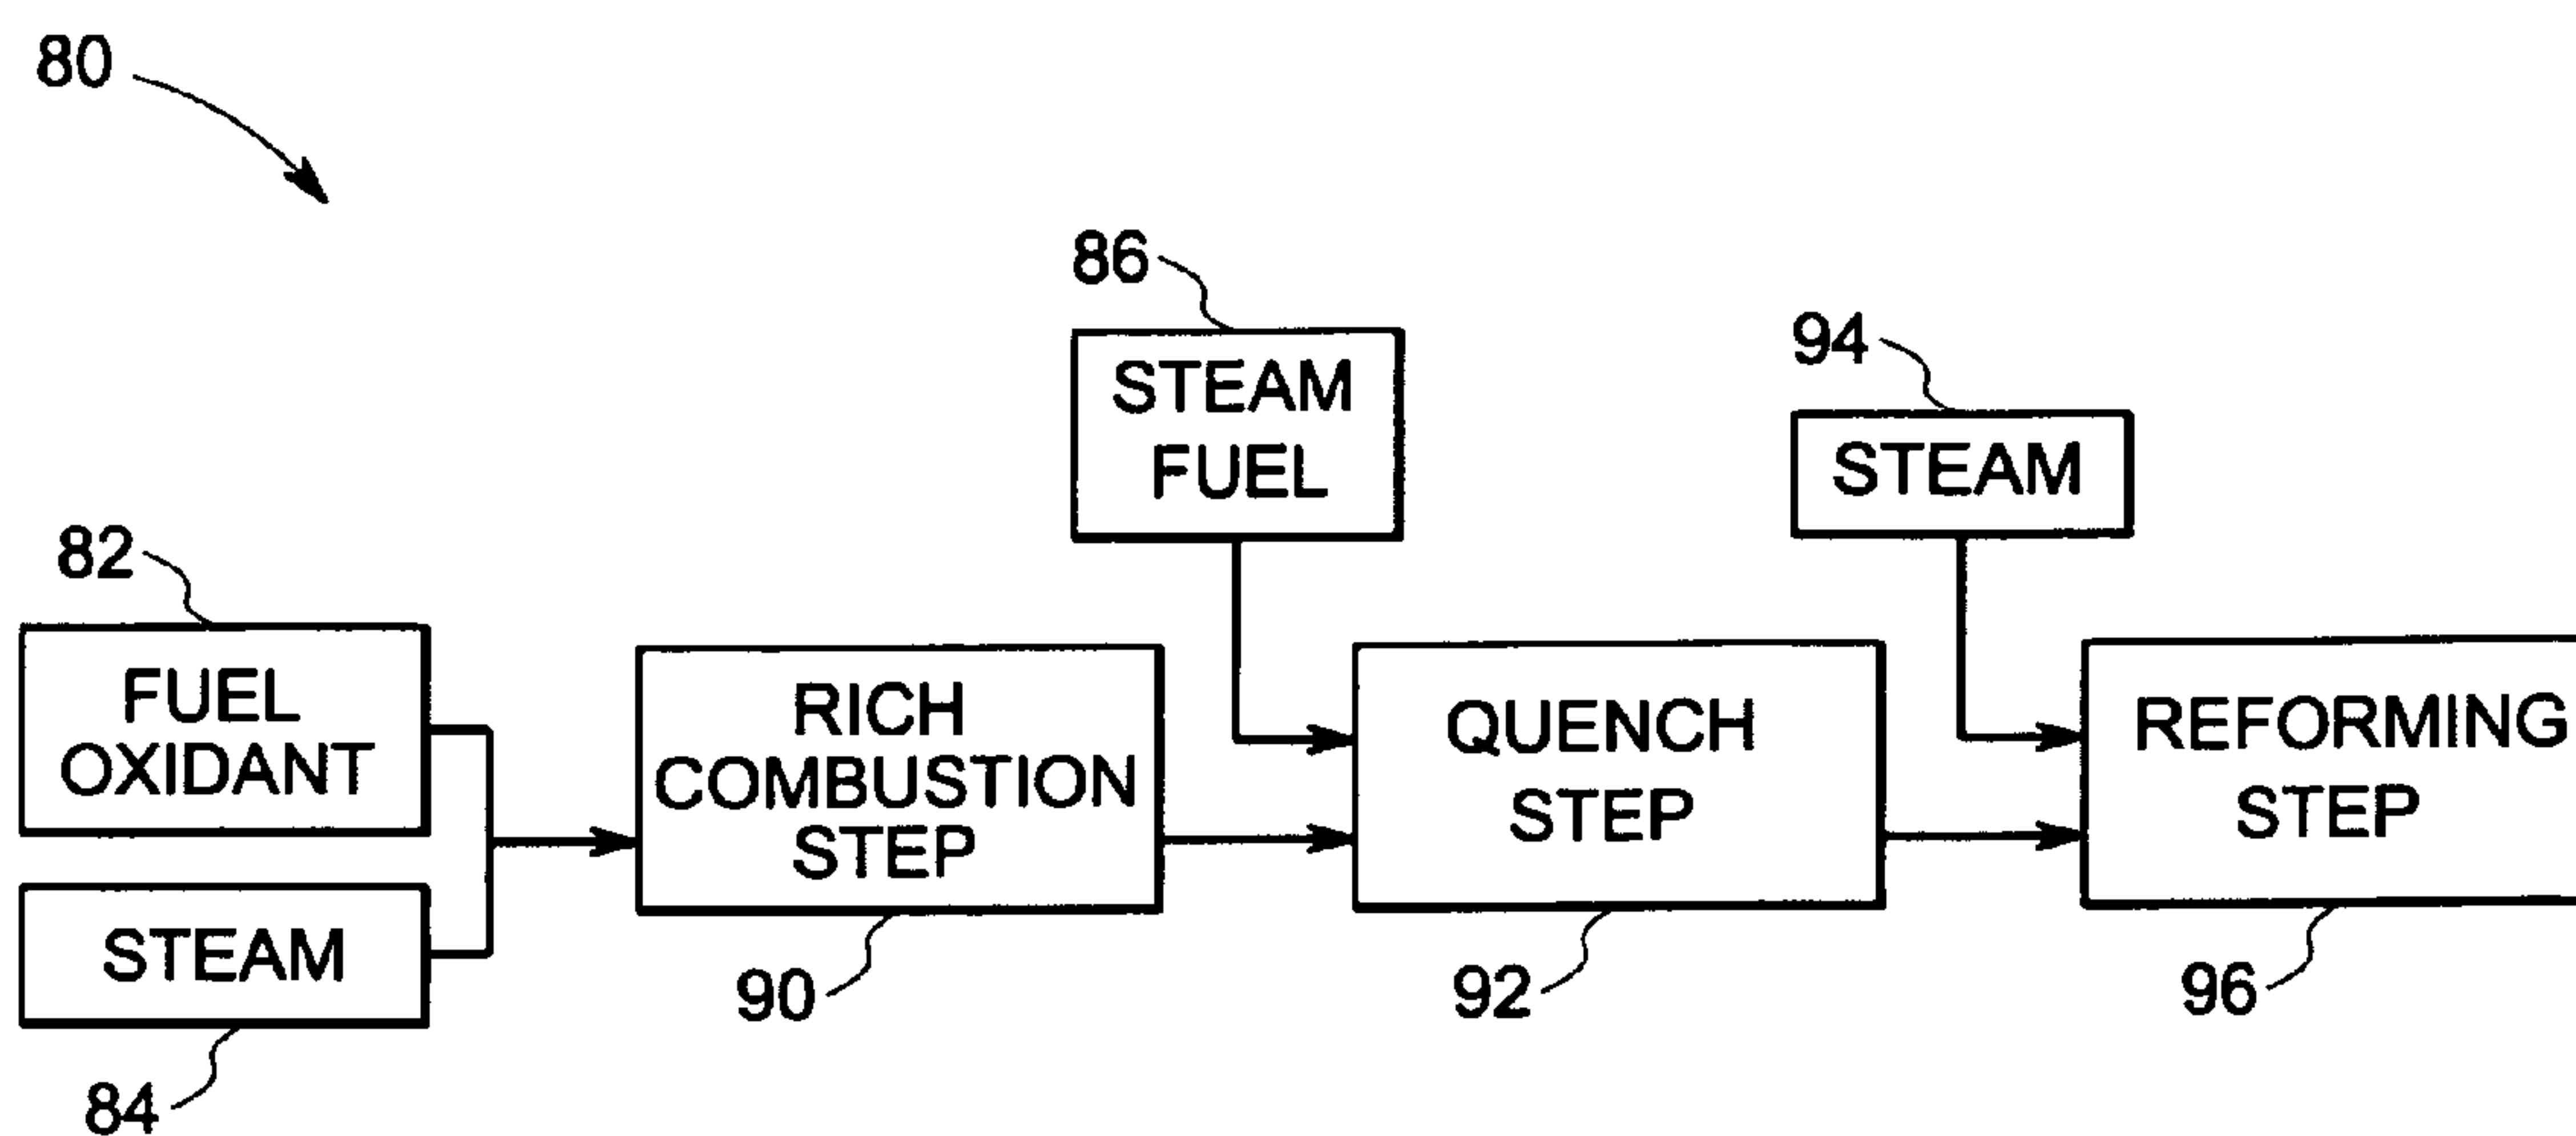 80
86
STEAM
FUEL
94
STEAM
82
FUEL
OXIDANT
STEAM
84
RICH
COMBUSTION
STEP
90
QUENCH
STEP
92
REFORMING
STEP
96